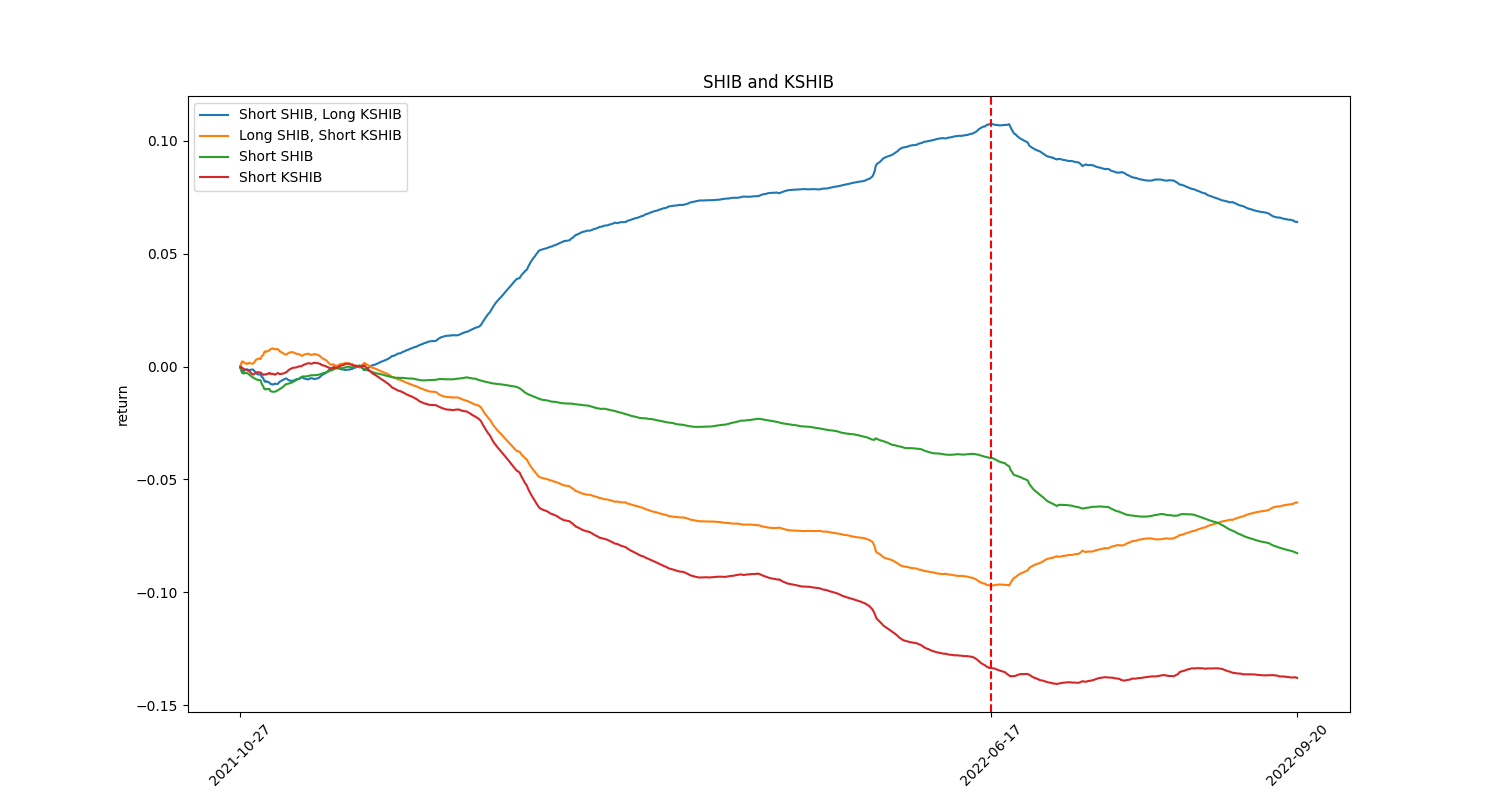 SHIB and KSHIB
Short SHIB, Long KSHIB
Long SHIB, Short KSHIB
Short SHIB
Short KSHIB
return
0.10
0.05
0.00
−0.05
−0.10
−0.15
2021-10-27
2022-06-17
2022-09-20